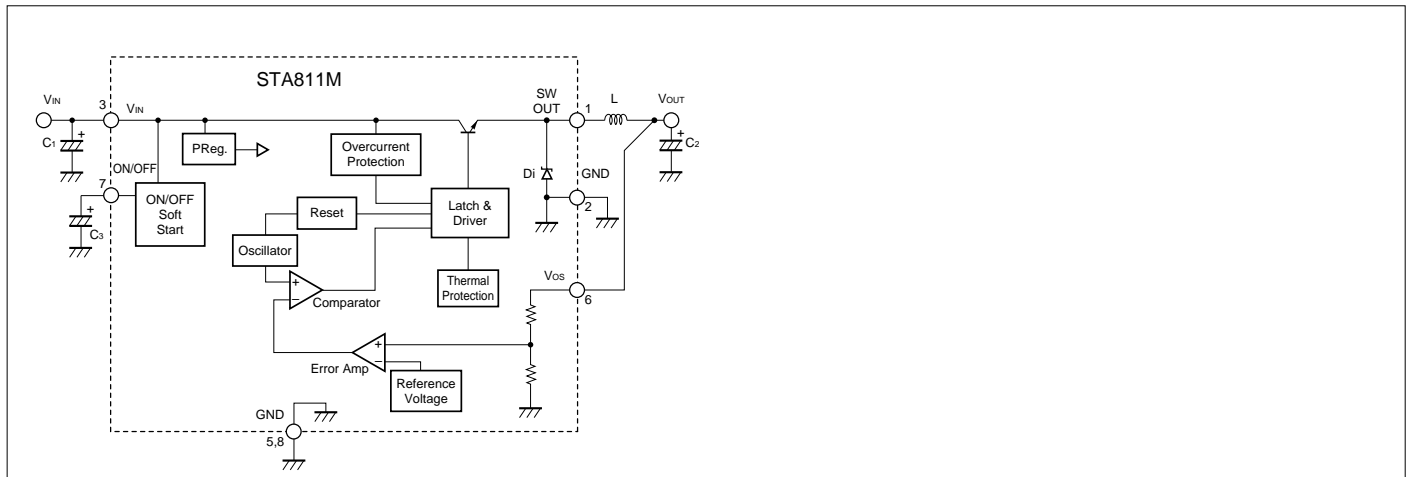 STA811M
VIN
3
VIN
SW
OUT
1
L
VOUT
+
C1
PReg.
Overcurrent
Protection
+
C2
ON/OFF
7
Di
GND
2
ON/OFF
Soft
Start
+
C3
Reset
Latch &
Driver
Oscillator
Thermal
Protection
VOS
6
+
–
Comparator
+
–
Error Amp
Reference
Voltage
GND
5,8